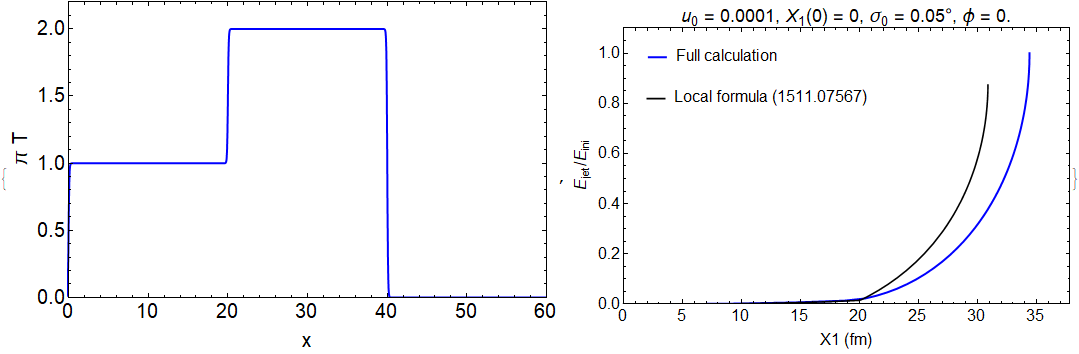 {
2.0
1.5
1.0
0.5
0.0
π T
0 10 20 30 40 50 60
x
,
u0 = 0.0001, X1(0) = 0, σ0 = 0.05°, ϕ = 0.
1.0
0.8
0.6
0.4
0.2
0.0
Ejet/Eini
Full calculation
Local formula (1511.07567)
0 5 10 15 20 25 30 35
X1 (fm)
}